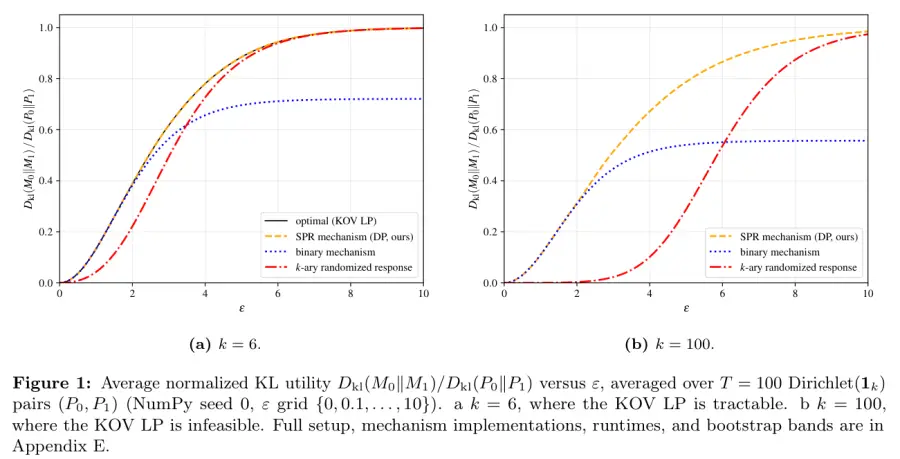 1.0
0.8
0.6
0.4
0.2
0.0
D_kl(M_0‖M_1) / D_kl(P_0‖P_1)
optimal (KOV LP)
SPR mechanism (DP, ours)
binary mechanism
k-ary randomized response
0 2 4 6 8 10
ε
(a) k = 6.
1.0
0.8
0.6
0.4
0.2
0.0
D_kl(M_0‖M_1) / D_kl(P_0‖P_1)
SPR mechanism (DP, ours)
binary mechanism
k-ary randomized response
0 2 4 6 8 10
ε
(b) k = 100.
Figure 1: Average normalized KL utility D_kl(M_0‖M_1)/D_kl(P_0‖P_1) versus ε, averaged over T = 100 Dirichlet(1_k)
pairs (P_0, P_1) (NumPy seed 0, ε grid {0, 0.1, . . . , 10}). a k = 6, where the KOV LP is tractable. b k = 100,
where the KOV LP is infeasible. Full setup, mechanism implementations, runtimes, and bootstrap bands are in
Appendix E.